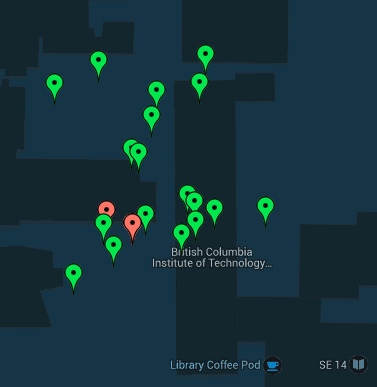 British Columbia
Institute of Technology...
Library Coffee Pod
SE 14